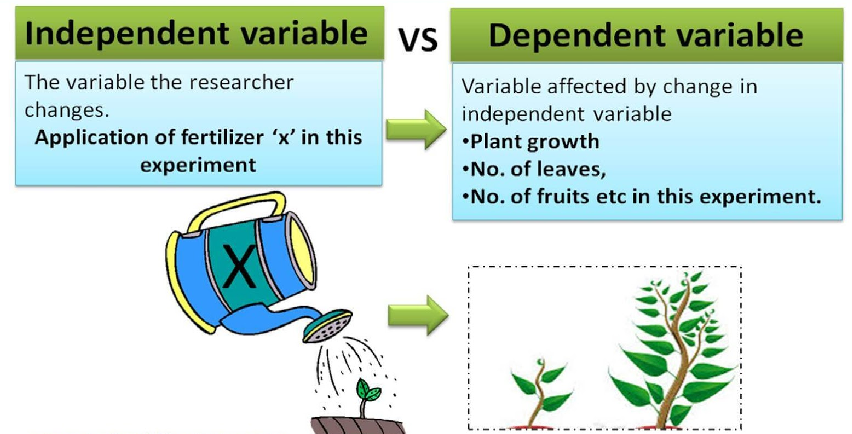 Independent variable
VS
Dependent variable
The variable the researcher
changes.
Application of fertilizer ‘x’ in this
experiment
Variable affected by change in
independent variable
•Plant growth
•No. of leaves,
•No. of fruits etc in this experiment.
X